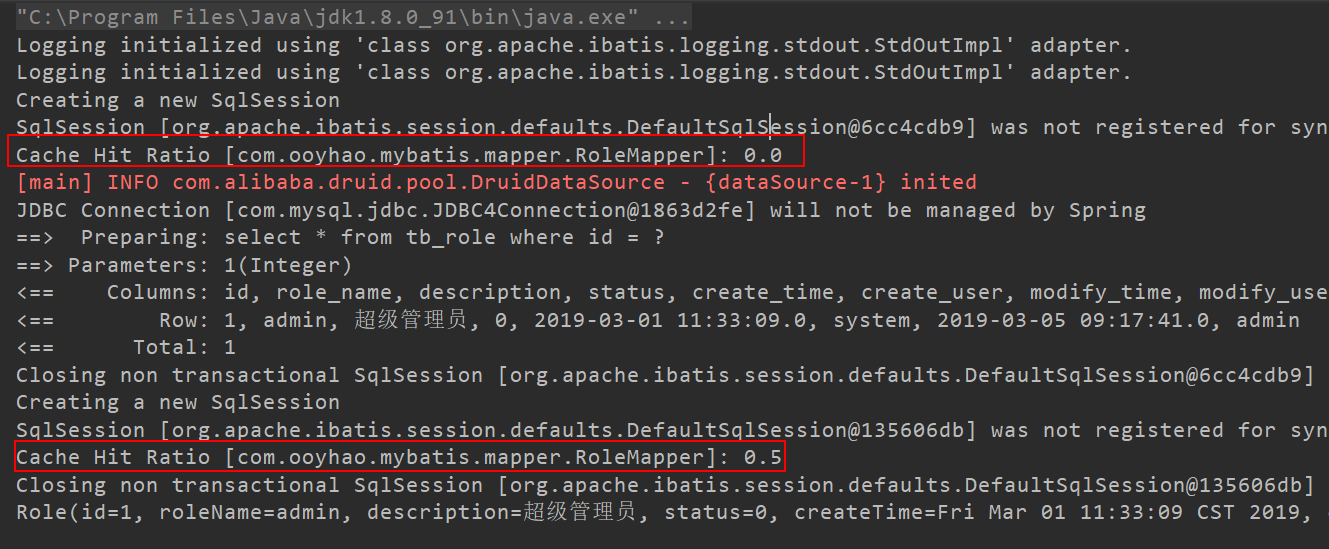 "C:\Program Files\Java\jdk1.8.0_91\bin\java.exe" ...
Logging initialized using 'class org.apache.ibatis.logging.stdout.StdOutImpl' adapter.
Logging initialized using 'class org.apache.ibatis.logging.stdout.StdOutImpl' adapter.
Creating a new SqlSession
SqlSession [org.apache.ibatis.session.defaults.DefaultSqlSession@6cc4cdb9] was not registered for syn
Cache Hit Ratio [com.ooyhao.mybatis.mapper.RoleMapper]: 0.0
[main] INFO com.alibaba.druid.pool.DruidDataSource - {dataSource-1} inited
JDBC Connection [com.mysql.jdbc.JDBC4Connection@1863d2fe] will not be managed by Spring
==>  Preparing: select * from tb_role where id = ?
==> Parameters: 1(Integer)
<==    Columns: id, role_name, description, status, create_time, create_user, modify_time, modify_use
<==        Row: 1, admin, 超级管理员, 0, 2019-03-01 11:33:09.0, system, 2019-03-05 09:17:41.0, admin
<==      Total: 1
Closing non transactional SqlSession [org.apache.ibatis.session.defaults.DefaultSqlSession@6cc4cdb9]
Creating a new SqlSession
SqlSession [org.apache.ibatis.session.defaults.DefaultSqlSession@135606db] was not registered for syn
Cache Hit Ratio [com.ooyhao.mybatis.mapper.RoleMapper]: 0.5
Closing non transactional SqlSession [org.apache.ibatis.session.defaults.DefaultSqlSession@135606db]
Role(id=1, roleName=admin, description=超级管理员, status=0, createTime=Fri Mar 01 11:33:09 CST 2019,